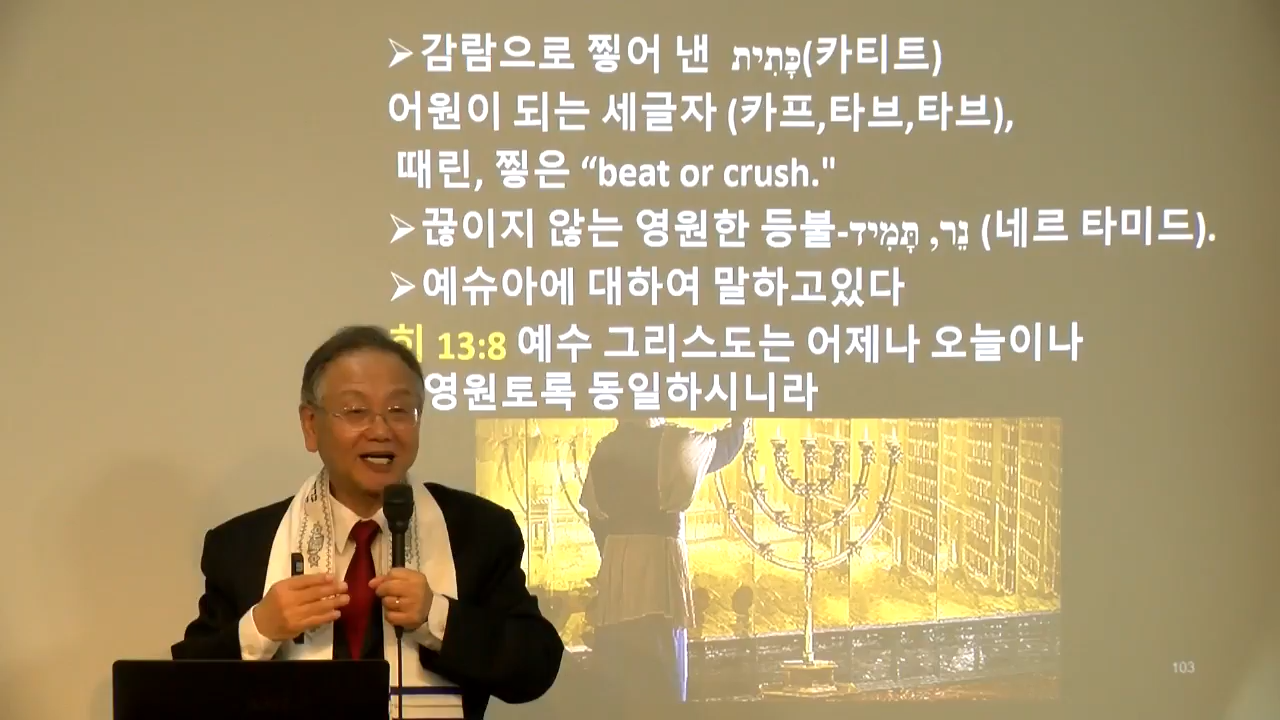 ➢감람으로 찧어 낸 כָּתִית(카티트)
어원이 되는 세글자 (카프,타브,타브),
때린, 찧은 “beat or crush."
➢끊이지 않는 영원한 등불-נֵר, תָּמִיד (네르 타미드).
➢예슈아에 대하여 말하고있다
히 13:8 예수 그리스도는 어제나 오늘이나
영원토록 동일하시니라
103